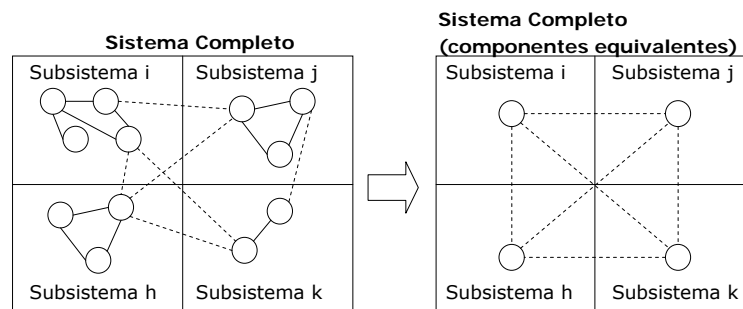 Sistema Completo
Subsistema i
Subsistema j
Subsistema h
Subsistema k
Sistema Completo
(componentes equivalentes)
Subsistema i
Subsistema j
Subsistema h
Subsistema k